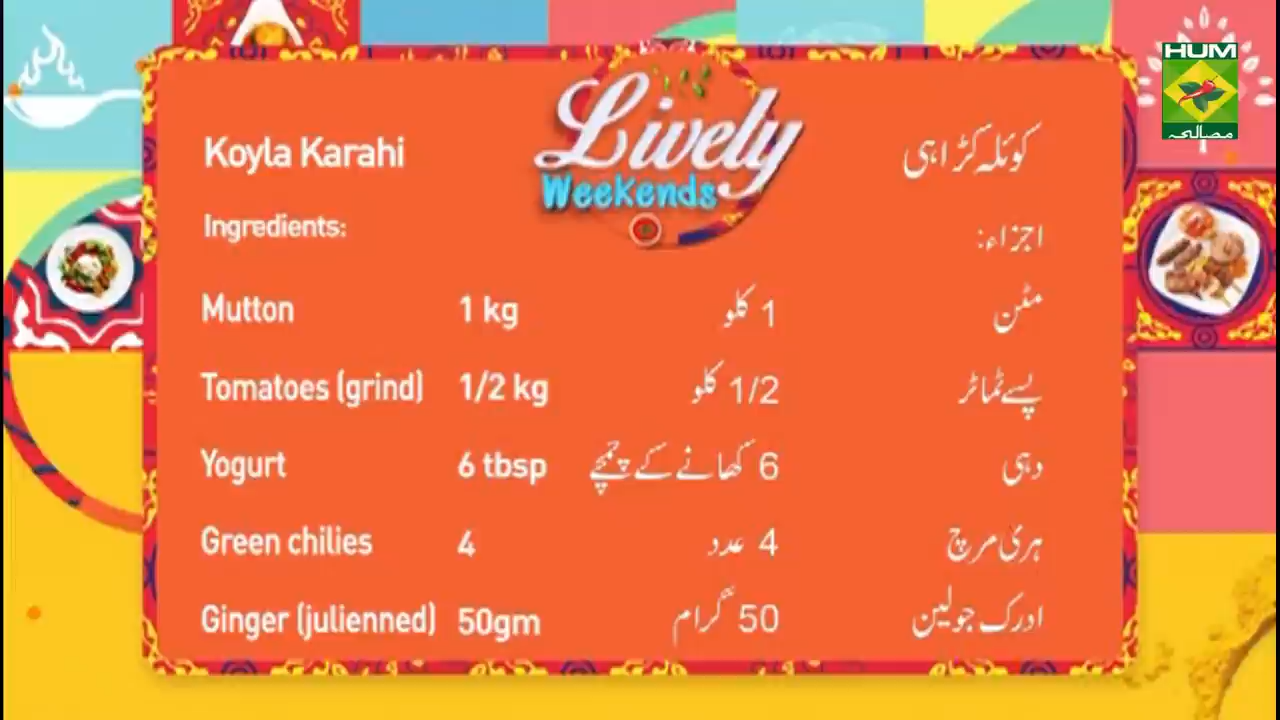 HUM
مصالحہ
Lively
Weekends
Koyla Karahi کوئلہ کڑاہی
Ingredients: اجزاء:
Mutton 1 kg 1 کلو مٹن
Tomatoes (grind) 1/2 kg 1/2 کلو پسے ٹماٹر
Yogurt 6 tbsp 6 کھانے کے چمچے دہی
Green chilies 4 4 عدد ہری مرچ
Ginger (julienned) 50gm 50 گرام ادرک جولین